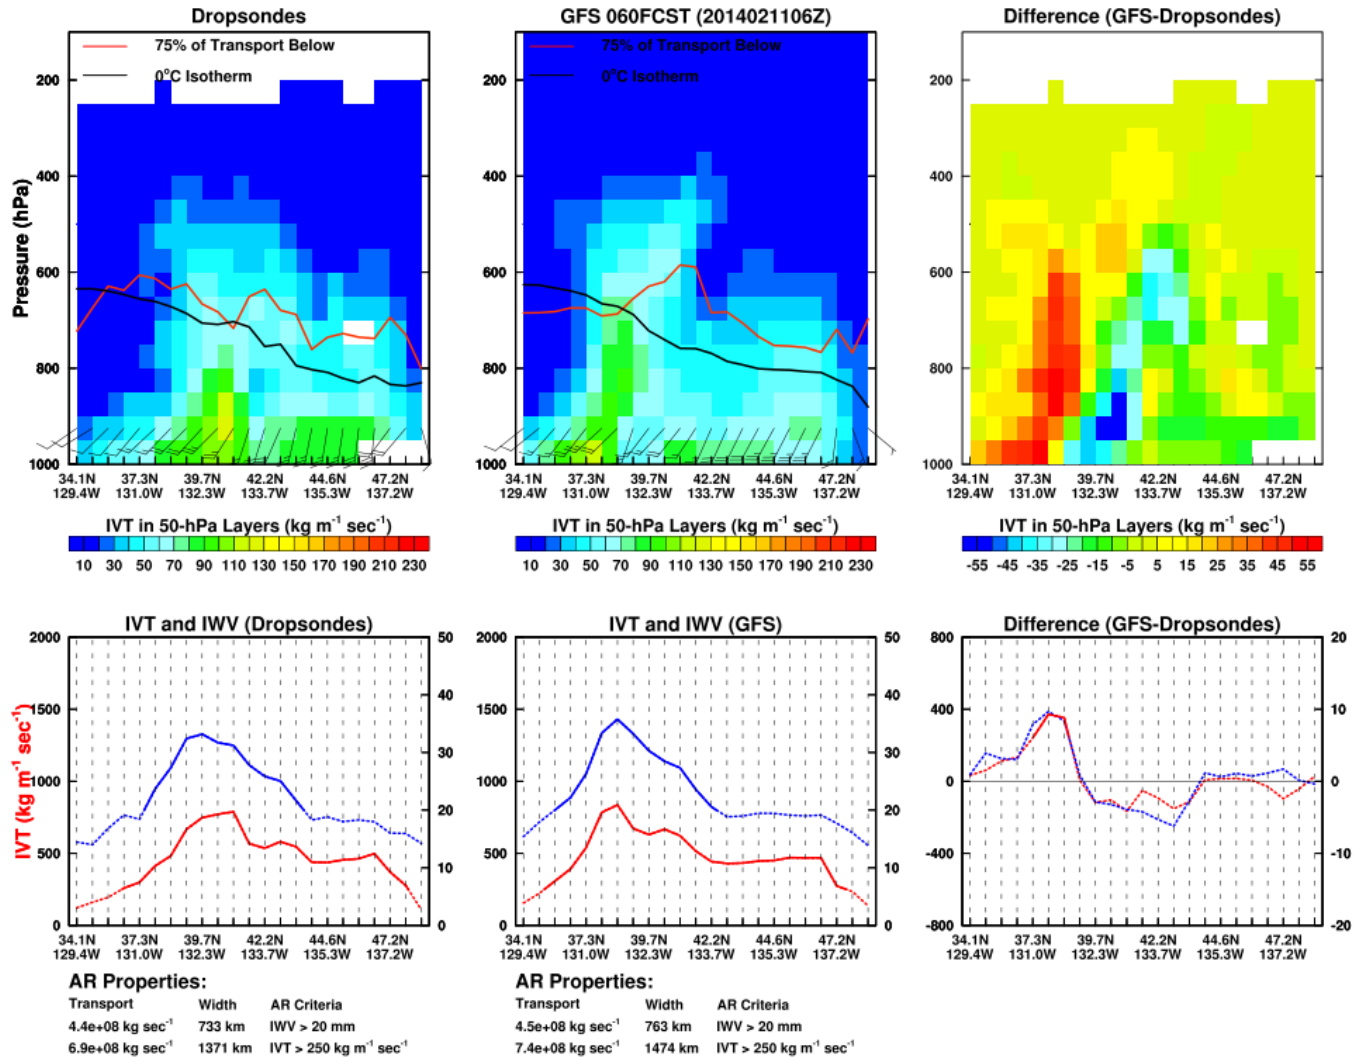 Dropsondes
GFS 060FCST (2014021106Z)
Difference (GFS-Dropsondes)
75% of Transport Below
0°C Isotherm
75% of Transport Below
0°C Isotherm
Pressure (hPa)
200
400
600
800
1000
200
400
600
800
1000
200
400
600
800
1000
34.1N 37.3N 39.7N 42.2N 44.6N 47.2N
129.4W 131.0W 132.3W 133.7W 135.3W 137.2W
34.1N 37.3N 39.7N 42.2N 44.6N 47.2N
129.4W 131.0W 132.3W 133.7W 135.3W 137.2W
34.1N 37.3N 39.7N 42.2N 44.6N 47.2N
129.4W 131.0W 132.3W 133.7W 135.3W 137.2W
IVT in 50-hPa Layers (kg m⁻¹ sec⁻¹)
10 30 50 70 90 110 130 150 170 190 210 230
IVT in 50-hPa Layers (kg m⁻¹ sec⁻¹)
10 30 50 70 90 110 130 150 170 190 210 230
IVT in 50-hPa Layers (kg m⁻¹ sec⁻¹)
-55 -45 -35 -25 -15 -5 5 15 25 35 45 55
IVT and IWV (Dropsondes)
IVT and IWV (GFS)
Difference (GFS-Dropsondes)
IVT (kg m⁻¹ sec⁻¹)
2000
1500
1000
500
0
50
40
30
20
10
0
2000
1500
1000
500
0
50
40
30
20
10
0
800
400
0
-400
-800
20
10
0
-10
-20
34.1N 37.3N 39.7N 42.2N 44.6N 47.2N
129.4W 131.0W 132.3W 133.7W 135.3W 137.2W
34.1N 37.3N 39.7N 42.2N 44.6N 47.2N
129.4W 131.0W 132.3W 133.7W 135.3W 137.2W
34.1N 37.3N 39.7N 42.2N 44.6N 47.2N
129.4W 131.0W 132.3W 133.7W 135.3W 137.2W
AR Properties:
Transport Width AR Criteria
4.4e+08 kg sec⁻¹ 733 km IWV > 20 mm
6.9e+08 kg sec⁻¹ 1371 km IVT > 250 kg m⁻¹ sec⁻¹
AR Properties:
Transport Width AR Criteria
4.5e+08 kg sec⁻¹ 763 km IWV > 20 mm
7.4e+08 kg sec⁻¹ 1474 km IVT > 250 kg m⁻¹ sec⁻¹